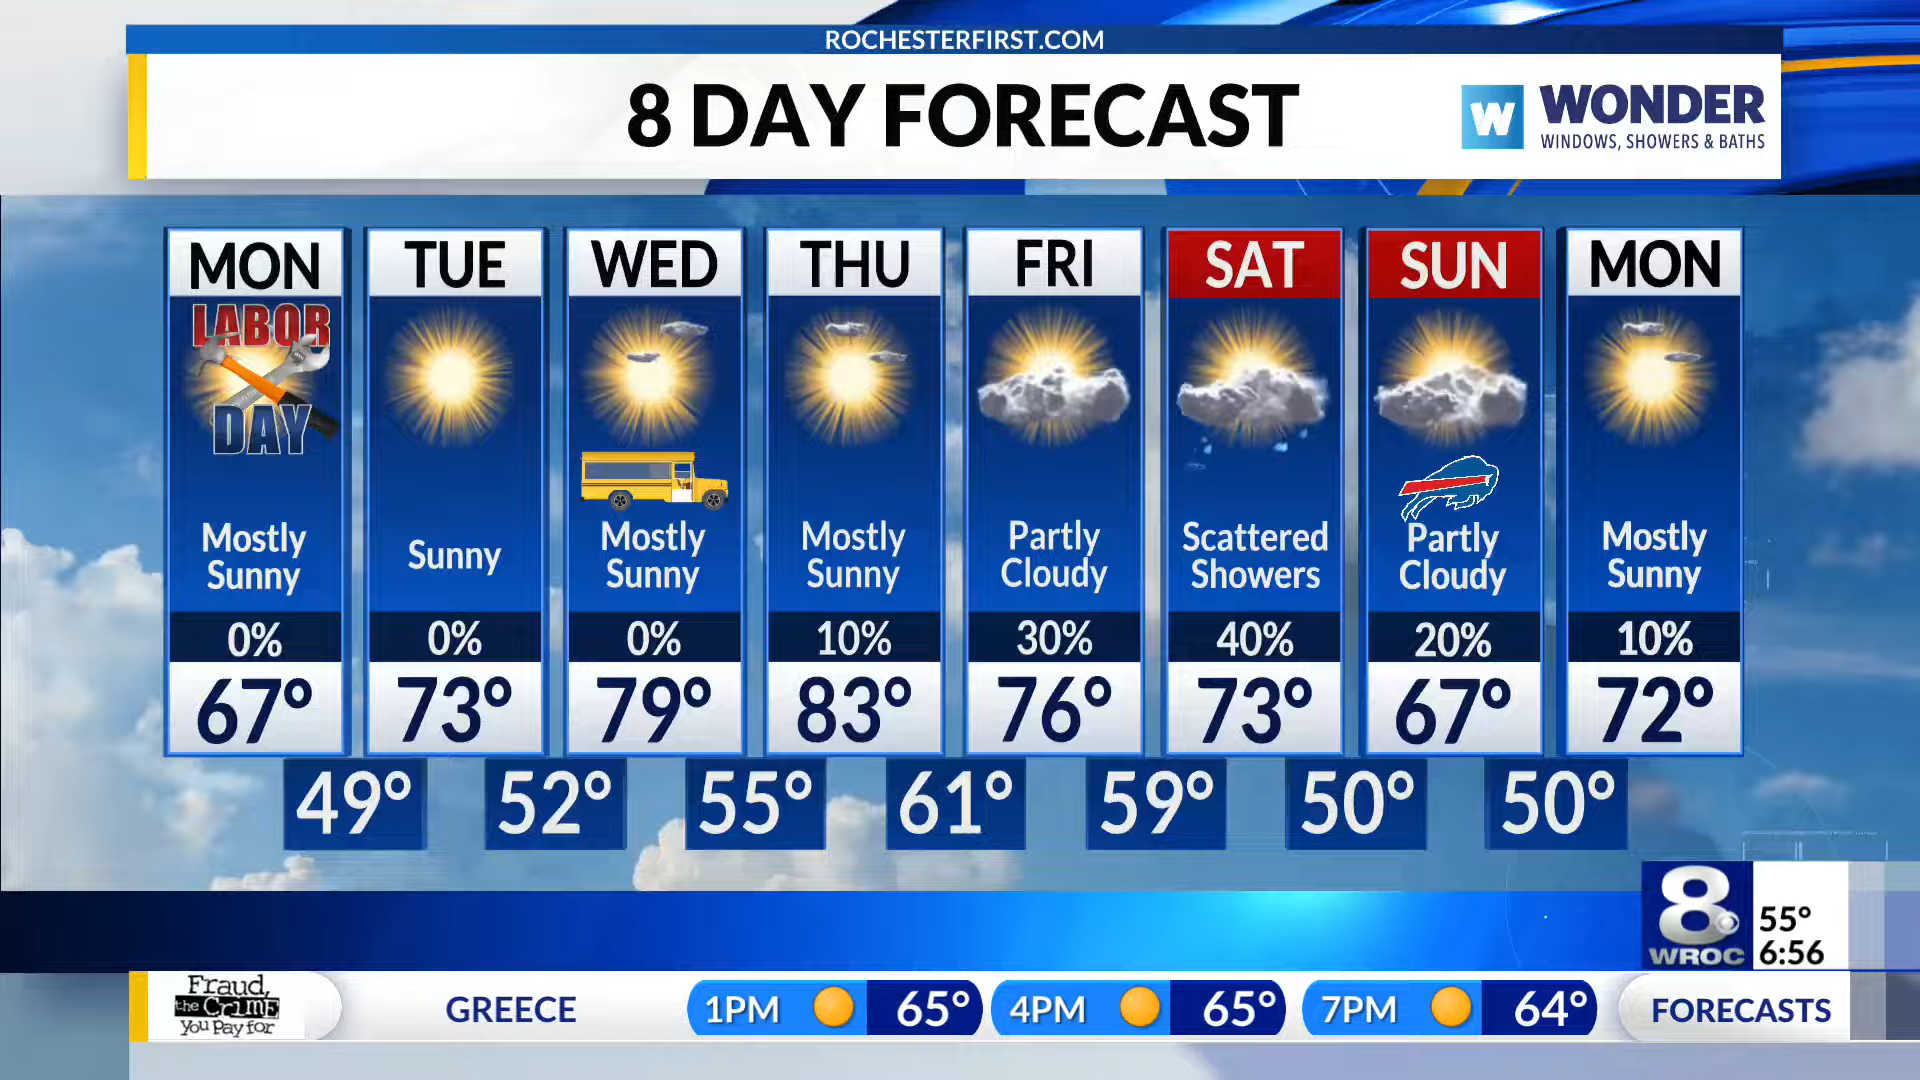 ROCHESTERFIRST.COM
8 DAY FORECAST
W WONDER
WINDOWS, SHOWERS & BATHS
MON TUE WED THU FRI SAT SUN MON
LABOR
DAY
Mostly Sunny Mostly Mostly Partly Scattered Partly Mostly
Sunny Sunny Sunny Cloudy Showers Cloudy Sunny
0% 0% 0% 10% 30% 40% 20% 10%
67° 73° 79° 83° 76° 73° 67° 72°
49° 52° 55° 61° 59° 50° 50°
8 55°
WROC 6:56
Fraud,
the CriME
You Pay for
GREECE 1PM 65° 4PM 65° 7PM 64° FORECASTS